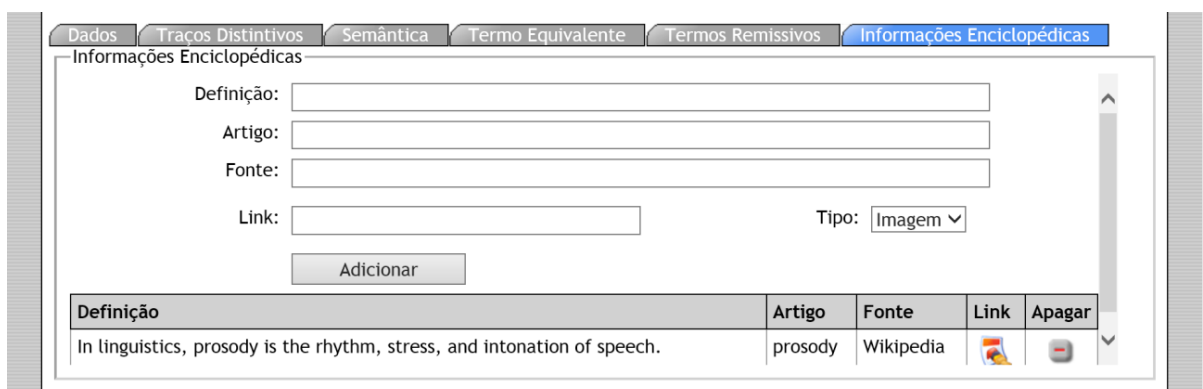 Dados Traços Distintivos Semântica Termo Equivalente Termos Remissivos Informações Enciclopédicas
Informações Enciclopédicas
Definição:
Artigo:
Fonte:
Link: Tipo: Imagem
Adicionar
Definição Artigo Fonte Link Apagar
In linguistics, prosody is the rhythm, stress, and intonation of speech. prosody Wikipedia